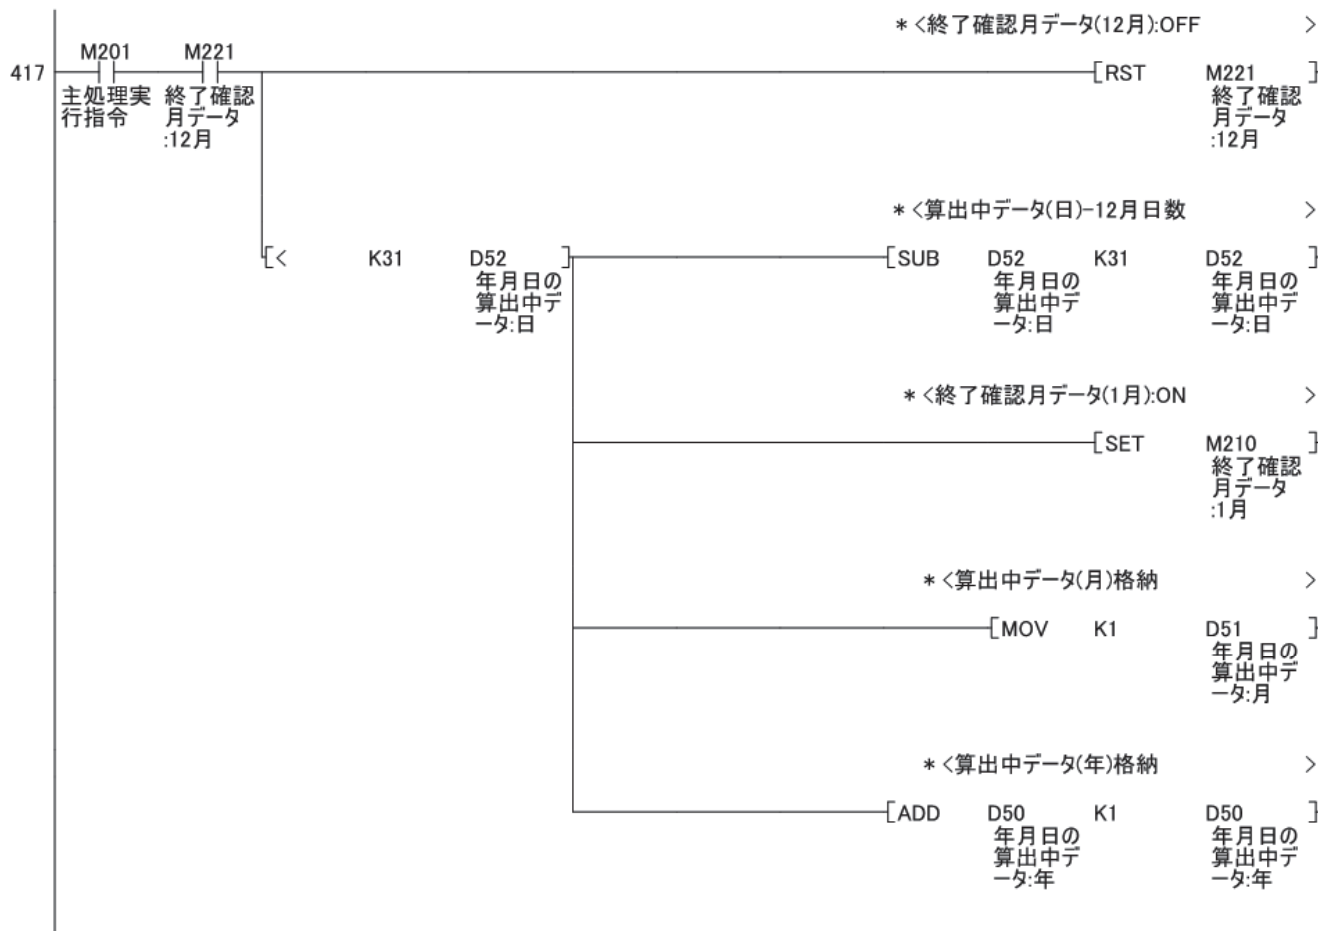 * <終了確認月データ(12月):OFF >
M201 M221
417 [RST M221 ]
主処理実 終了確認 終了確認
行指令 月データ 月データ
:12月 :12月
* <算出中データ(日)-12月日数 >
[< K31 D52 ] [SUB D52 K31 D52 ]
年月日の 年月日の 年月日の
算出中デ 算出中デ 算出中デ
ータ:日 ータ:日 ータ:日
* <終了確認月データ(1月):ON >
[SET M210 ]
終了確認
月データ
:1月
* <算出中データ(月)格納 >
[MOV K1 D51 ]
年月日の
算出中デ
ータ:月
* <算出中データ(年)格納 >
[ADD D50 K1 D50 ]
年月日の 年月日の
算出中デ 算出中デ
ータ:年 ータ:年